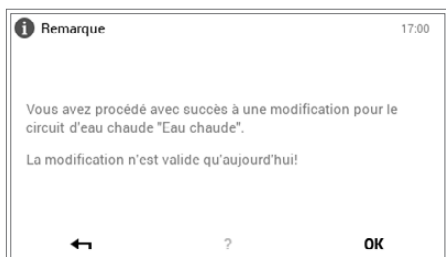 Remarque 17:00
Vous avez procédé avec succès à une modification pour le
circuit d'eau chaude "Eau chaude".
La modification n'est valide qu'aujourd'hui!
? OK